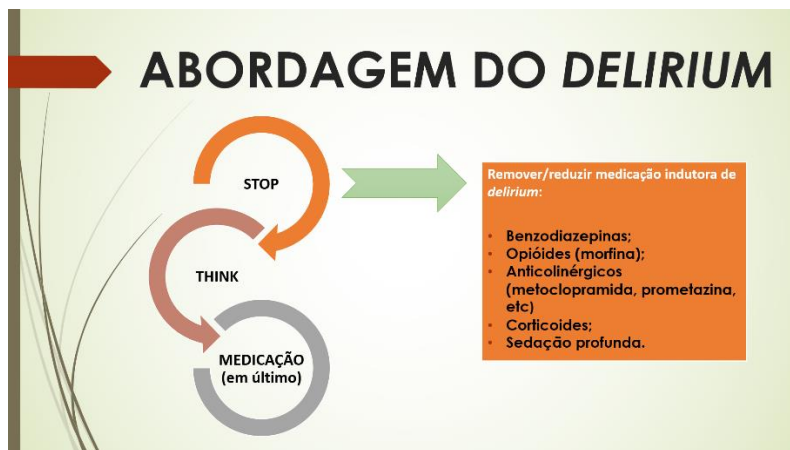 ABORDAGEM DO DELIRIUM
STOP
THINK
MEDICAÇÃO
(em último)
Remover/reduzir medicação indutora de
delirium:
• Benzodiazepinas;
• Opióides (morfina);
• Anticolinérgicos
(metoclopramida, prometazina,
etc)
• Corticoides;
• Sedação profunda.